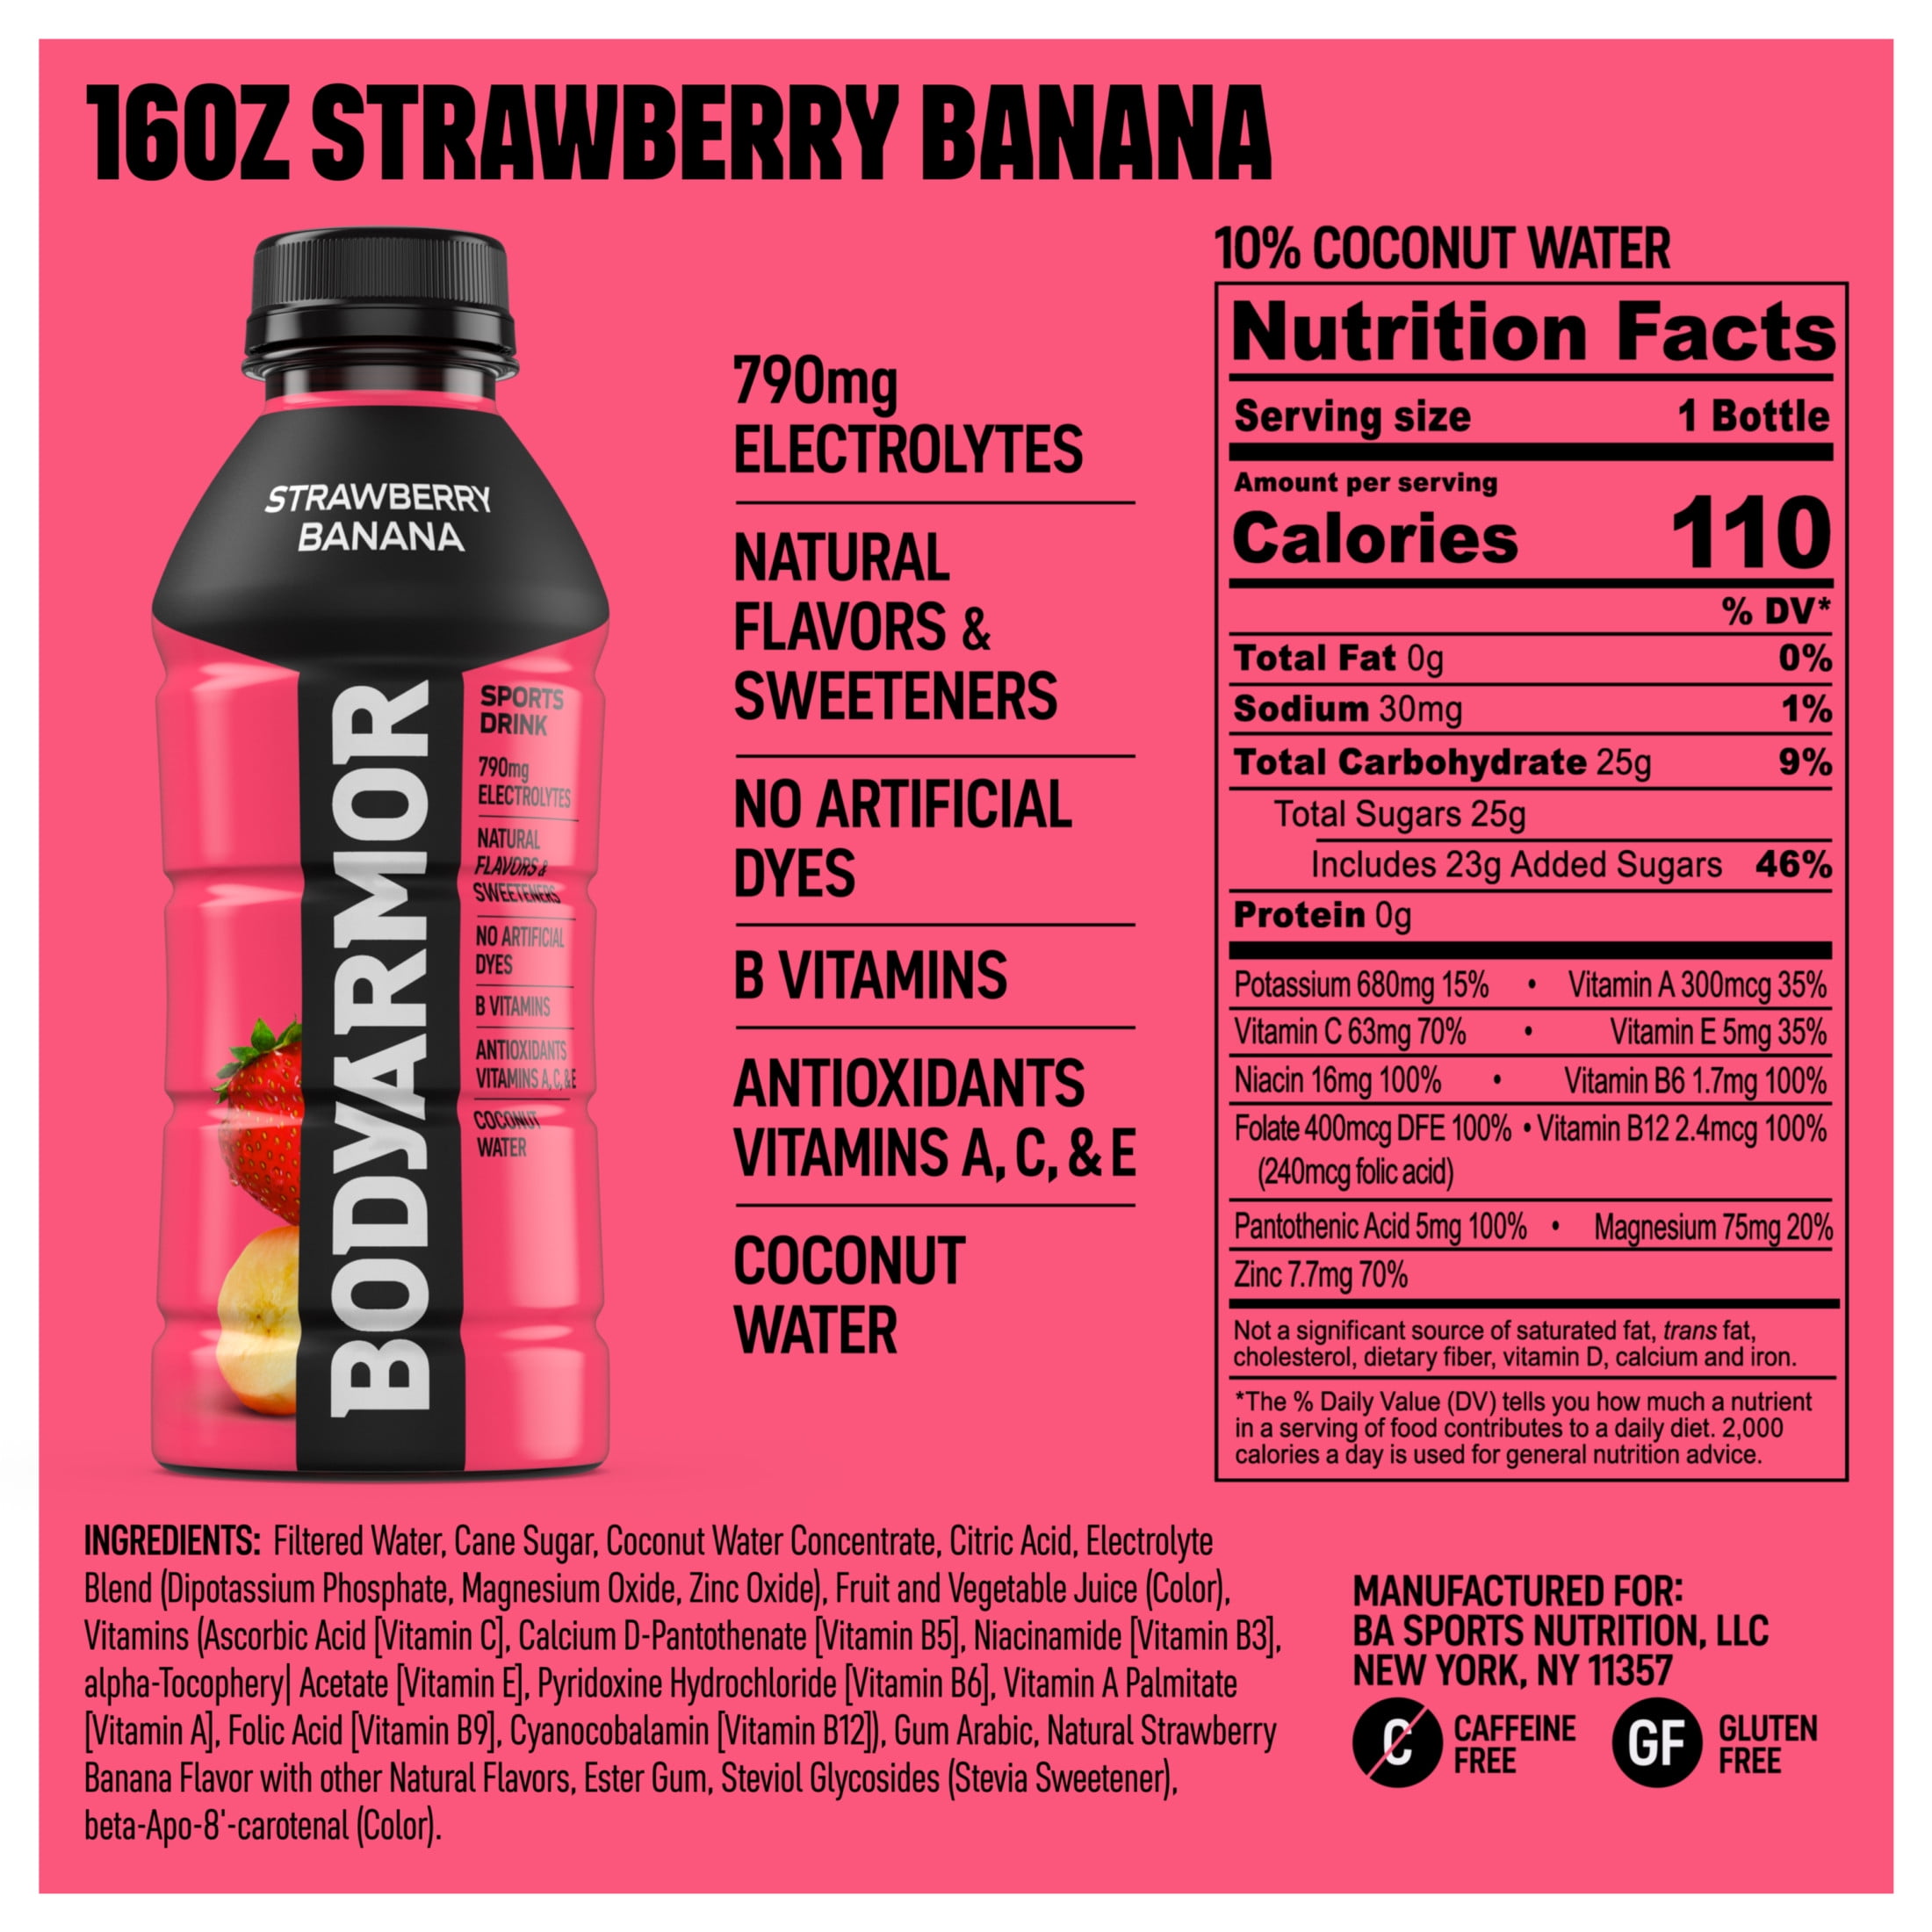 16OZ STRAWBERRY BANANA
STRAWBERRY
BANANA
BODYARMOR
SPORTS
DRINK
790mg
ELECTROLYTES
NATURAL
FLAVORS &
SWEETENERS
NO ARTIFICIAL
DYES
B VITAMINS
ANTIOXIDANTS
VITAMINS A, C, & E
COCONUT
WATER
790mg
ELECTROLYTES
NATURAL
FLAVORS &
SWEETENERS
NO ARTIFICIAL
DYES
B VITAMINS
ANTIOXIDANTS
VITAMINS A, C, & E
COCONUT
WATER
10% COCONUT WATER
Nutrition Facts
Serving size 1 Bottle
Amount per serving
Calories 110
% DV*
Total Fat 0g 0%
Sodium 30mg 1%
Total Carbohydrate 25g 9%
Total Sugars 25g
Includes 23g Added Sugars 46%
Protein 0g
Potassium 680mg 15% • Vitamin A 300mcg 35%
Vitamin C 63mg 70% • Vitamin E 5mg 35%
Niacin 16mg 100% • Vitamin B6 1.7mg 100%
Folate 400mcg DFE 100% • Vitamin B12 2.4mcg 100%
(240mcg folic acid)
Pantothenic Acid 5mg 100% • Magnesium 75mg 20%
Zinc 7.7mg 70%
Not a significant source of saturated fat, trans fat,
cholesterol, dietary fiber, vitamin D, calcium and iron.
*The % Daily Value (DV) tells you how much a nutrient
in a serving of food contributes to a daily diet. 2,000
calories a day is used for general nutrition advice.
INGREDIENTS: Filtered Water, Cane Sugar, Coconut Water Concentrate, Citric Acid, Electrolyte
Blend (Dipotassium Phosphate, Magnesium Oxide, Zinc Oxide), Fruit and Vegetable Juice (Color),
Vitamins (Ascorbic Acid [Vitamin C], Calcium D-Pantothenate [Vitamin B5], Niacinamide [Vitamin B3],
alpha-Tocophery| Acetate [Vitamin E], Pyridoxine Hydrochloride [Vitamin B6], Vitamin A Palmitate
[Vitamin A], Folic Acid [Vitamin B9], Cyanocobalamin [Vitamin B12]), Gum Arabic, Natural Strawberry
Banana Flavor with other Natural Flavors, Ester Gum, Steviol Glycosides (Stevia Sweetener),
beta-Apo-8'-carotenal (Color).
MANUFACTURED FOR:
BA SPORTS NUTRITION, LLC
NEW YORK, NY 11357
C CAFFEINE
FREE
GF GLUTEN
FREE